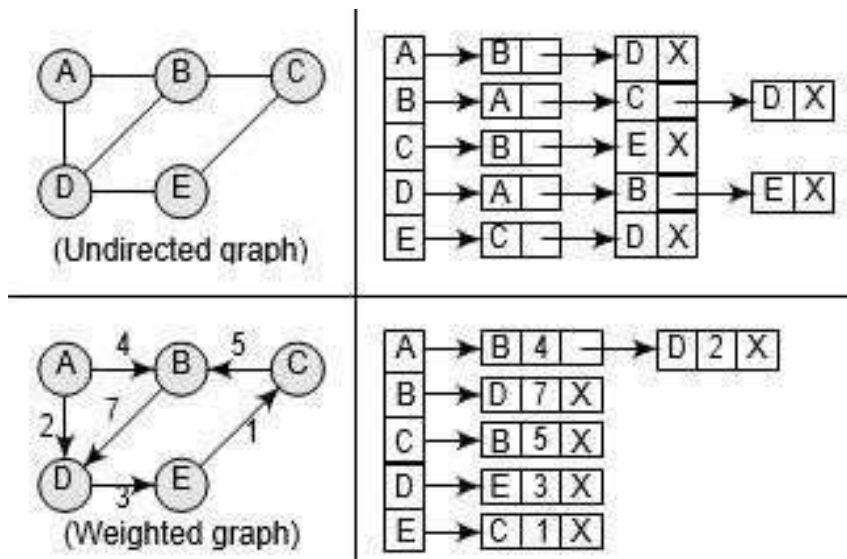 A B C
D E
(Undirected graph)
A B D X
B A C D X
C B E X
D A B E X
E C D X
A 4 B 5 C
2 7 1
D 3 E
(Weighted graph)
A B 4 D 2 X
B D 7 X
C B 5 X
D E 3 X
E C 1 X